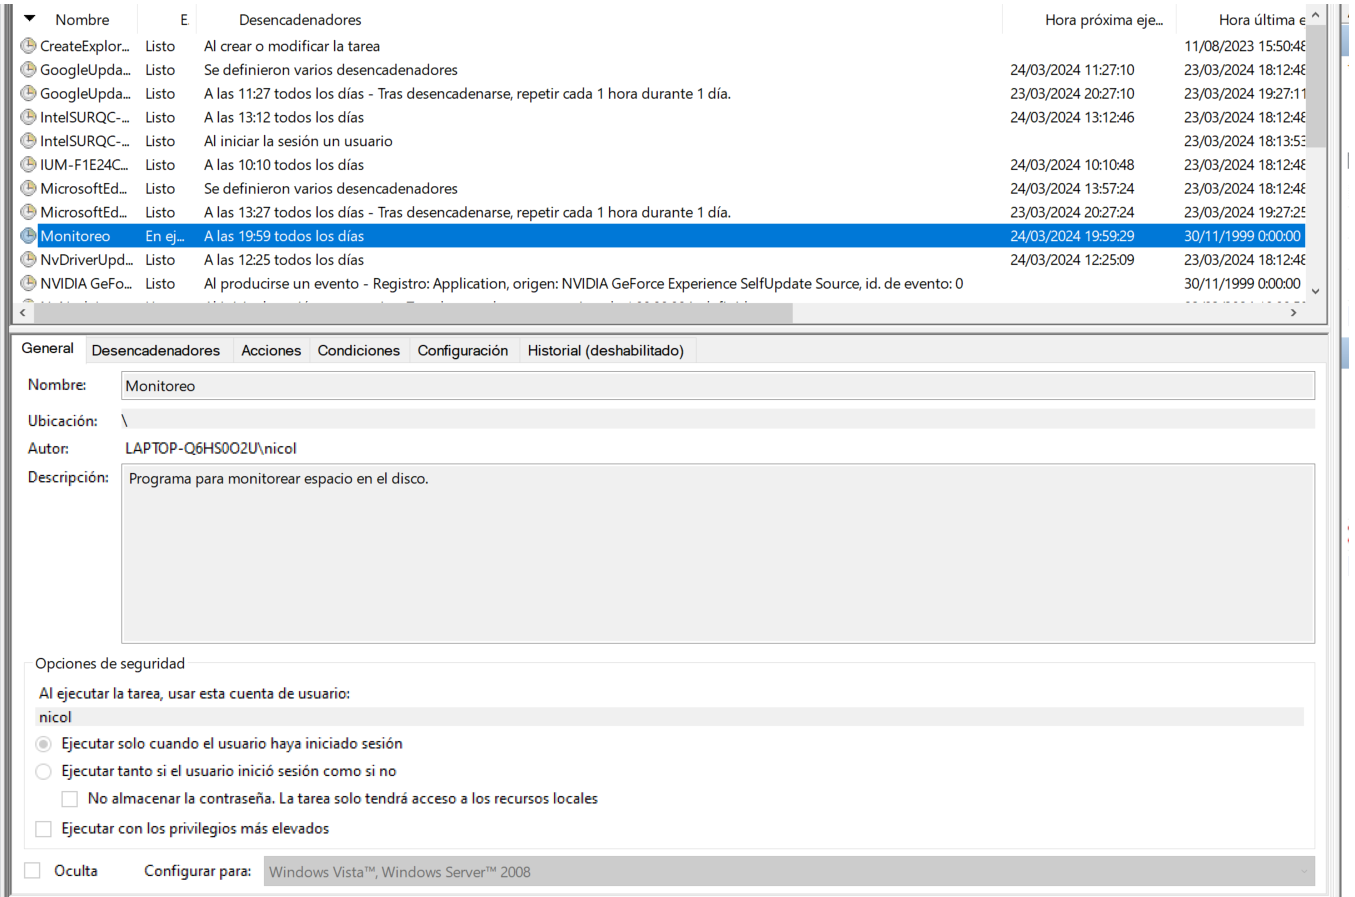 Nombre E. Desencadenadores Hora próxima eje... Hora última e
CreateExplor... Listo Al crear o modificar la tarea 11/08/2023 15:50:48
GoogleUpda... Listo Se definieron varios desencadenadores 24/03/2024 11:27:10 23/03/2024 18:12:48
GoogleUpda... Listo A las 11:27 todos los días - Tras desencadenarse, repetir cada 1 hora durante 1 día. 23/03/2024 20:27:10 23/03/2024 19:27:11
IntelSURQC-... Listo A las 13:12 todos los días 24/03/2024 13:12:46 23/03/2024 18:12:48
IntelSURQC-... Listo Al iniciar la sesión un usuario 23/03/2024 18:13:53
IUM-F1E24C... Listo A las 10:10 todos los días 24/03/2024 10:10:48 23/03/2024 18:12:48
MicrosoftEd... Listo Se definieron varios desencadenadores 24/03/2024 13:57:24 23/03/2024 18:12:48
MicrosoftEd... Listo A las 13:27 todos los días - Tras desencadenarse, repetir cada 1 hora durante 1 día. 23/03/2024 20:27:24 23/03/2024 19:27:25
Monitoreo En ej... A las 19:59 todos los días 24/03/2024 19:59:29 30/11/1999 0:00:00
NvDriverUpd... Listo A las 12:25 todos los días 24/03/2024 12:25:09 23/03/2024 18:12:48
NVIDIA GeFo... Listo Al producirse un evento - Registro: Application, origen: NVIDIA GeForce Experience SelfUpdate Source, id. de evento: 0 30/11/1999 0:00:00
General Desencadenadores Acciones Condiciones Configuración Historial (deshabilitado)
Nombre: Monitoreo
Ubicación: \
Autor: LAPTOP-Q6HS0O2U\nicol
Descripción: Programa para monitorear espacio en el disco.
Opciones de seguridad
Al ejecutar la tarea, usar esta cuenta de usuario:
nicol
Ejecutar solo cuando el usuario haya iniciado sesión
Ejecutar tanto si el usuario inició sesión como si no
No almacenar la contraseña. La tarea solo tendrá acceso a los recursos locales
Ejecutar con los privilegios más elevados
Oculta Configurar para: Windows Vista™, Windows Server™ 2008